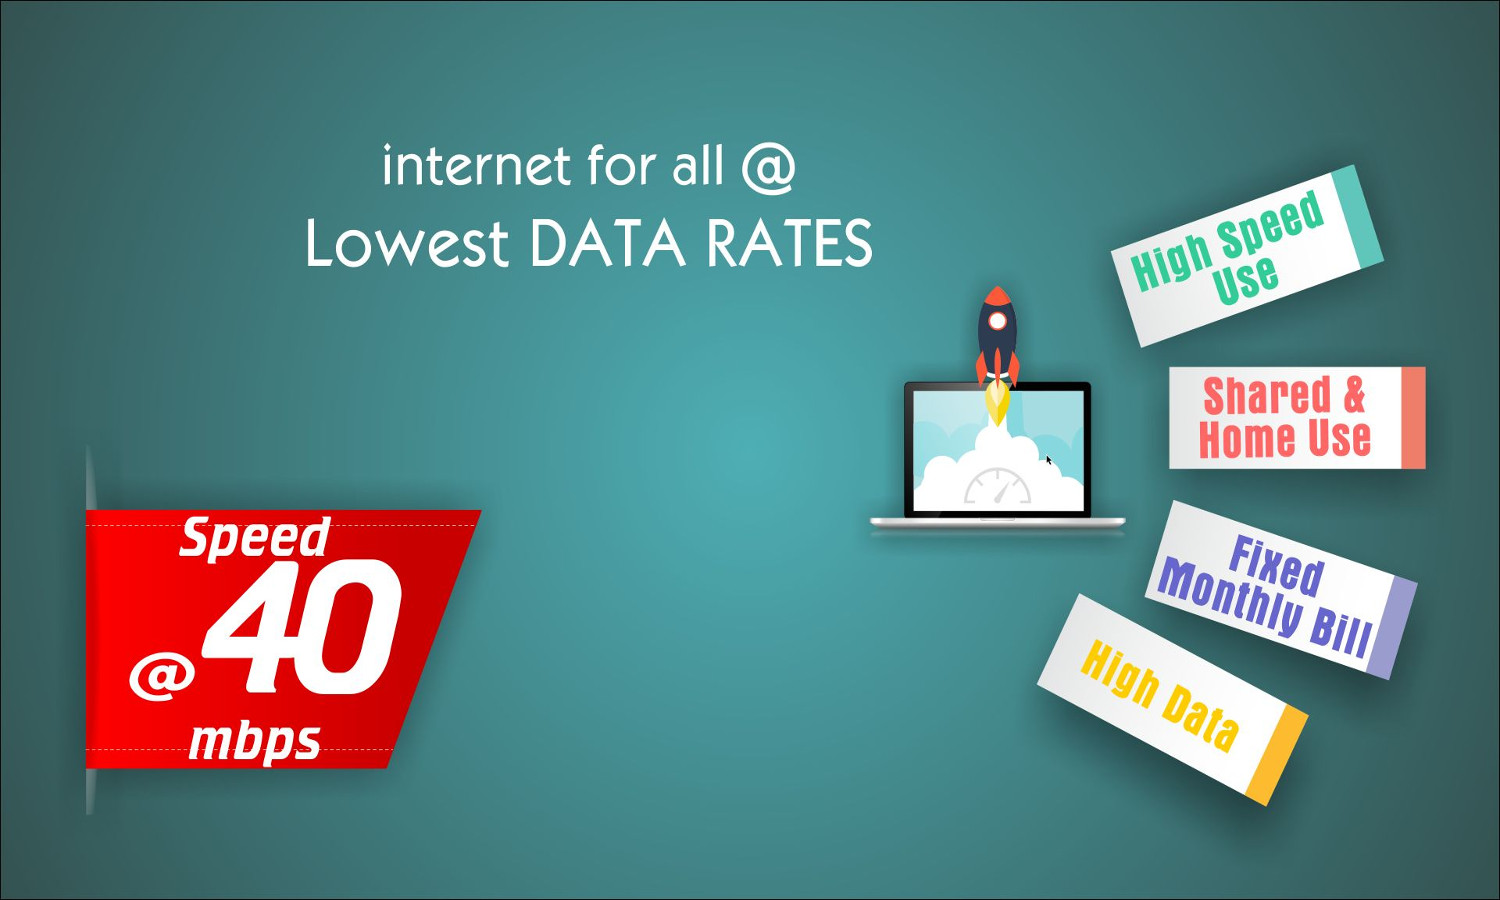 internet for all @
Lowest DATA RATES
High Speed
Use
Shared &
Home Use
Fixed
Monthly Bill
High Data
Speed
@40
mbps